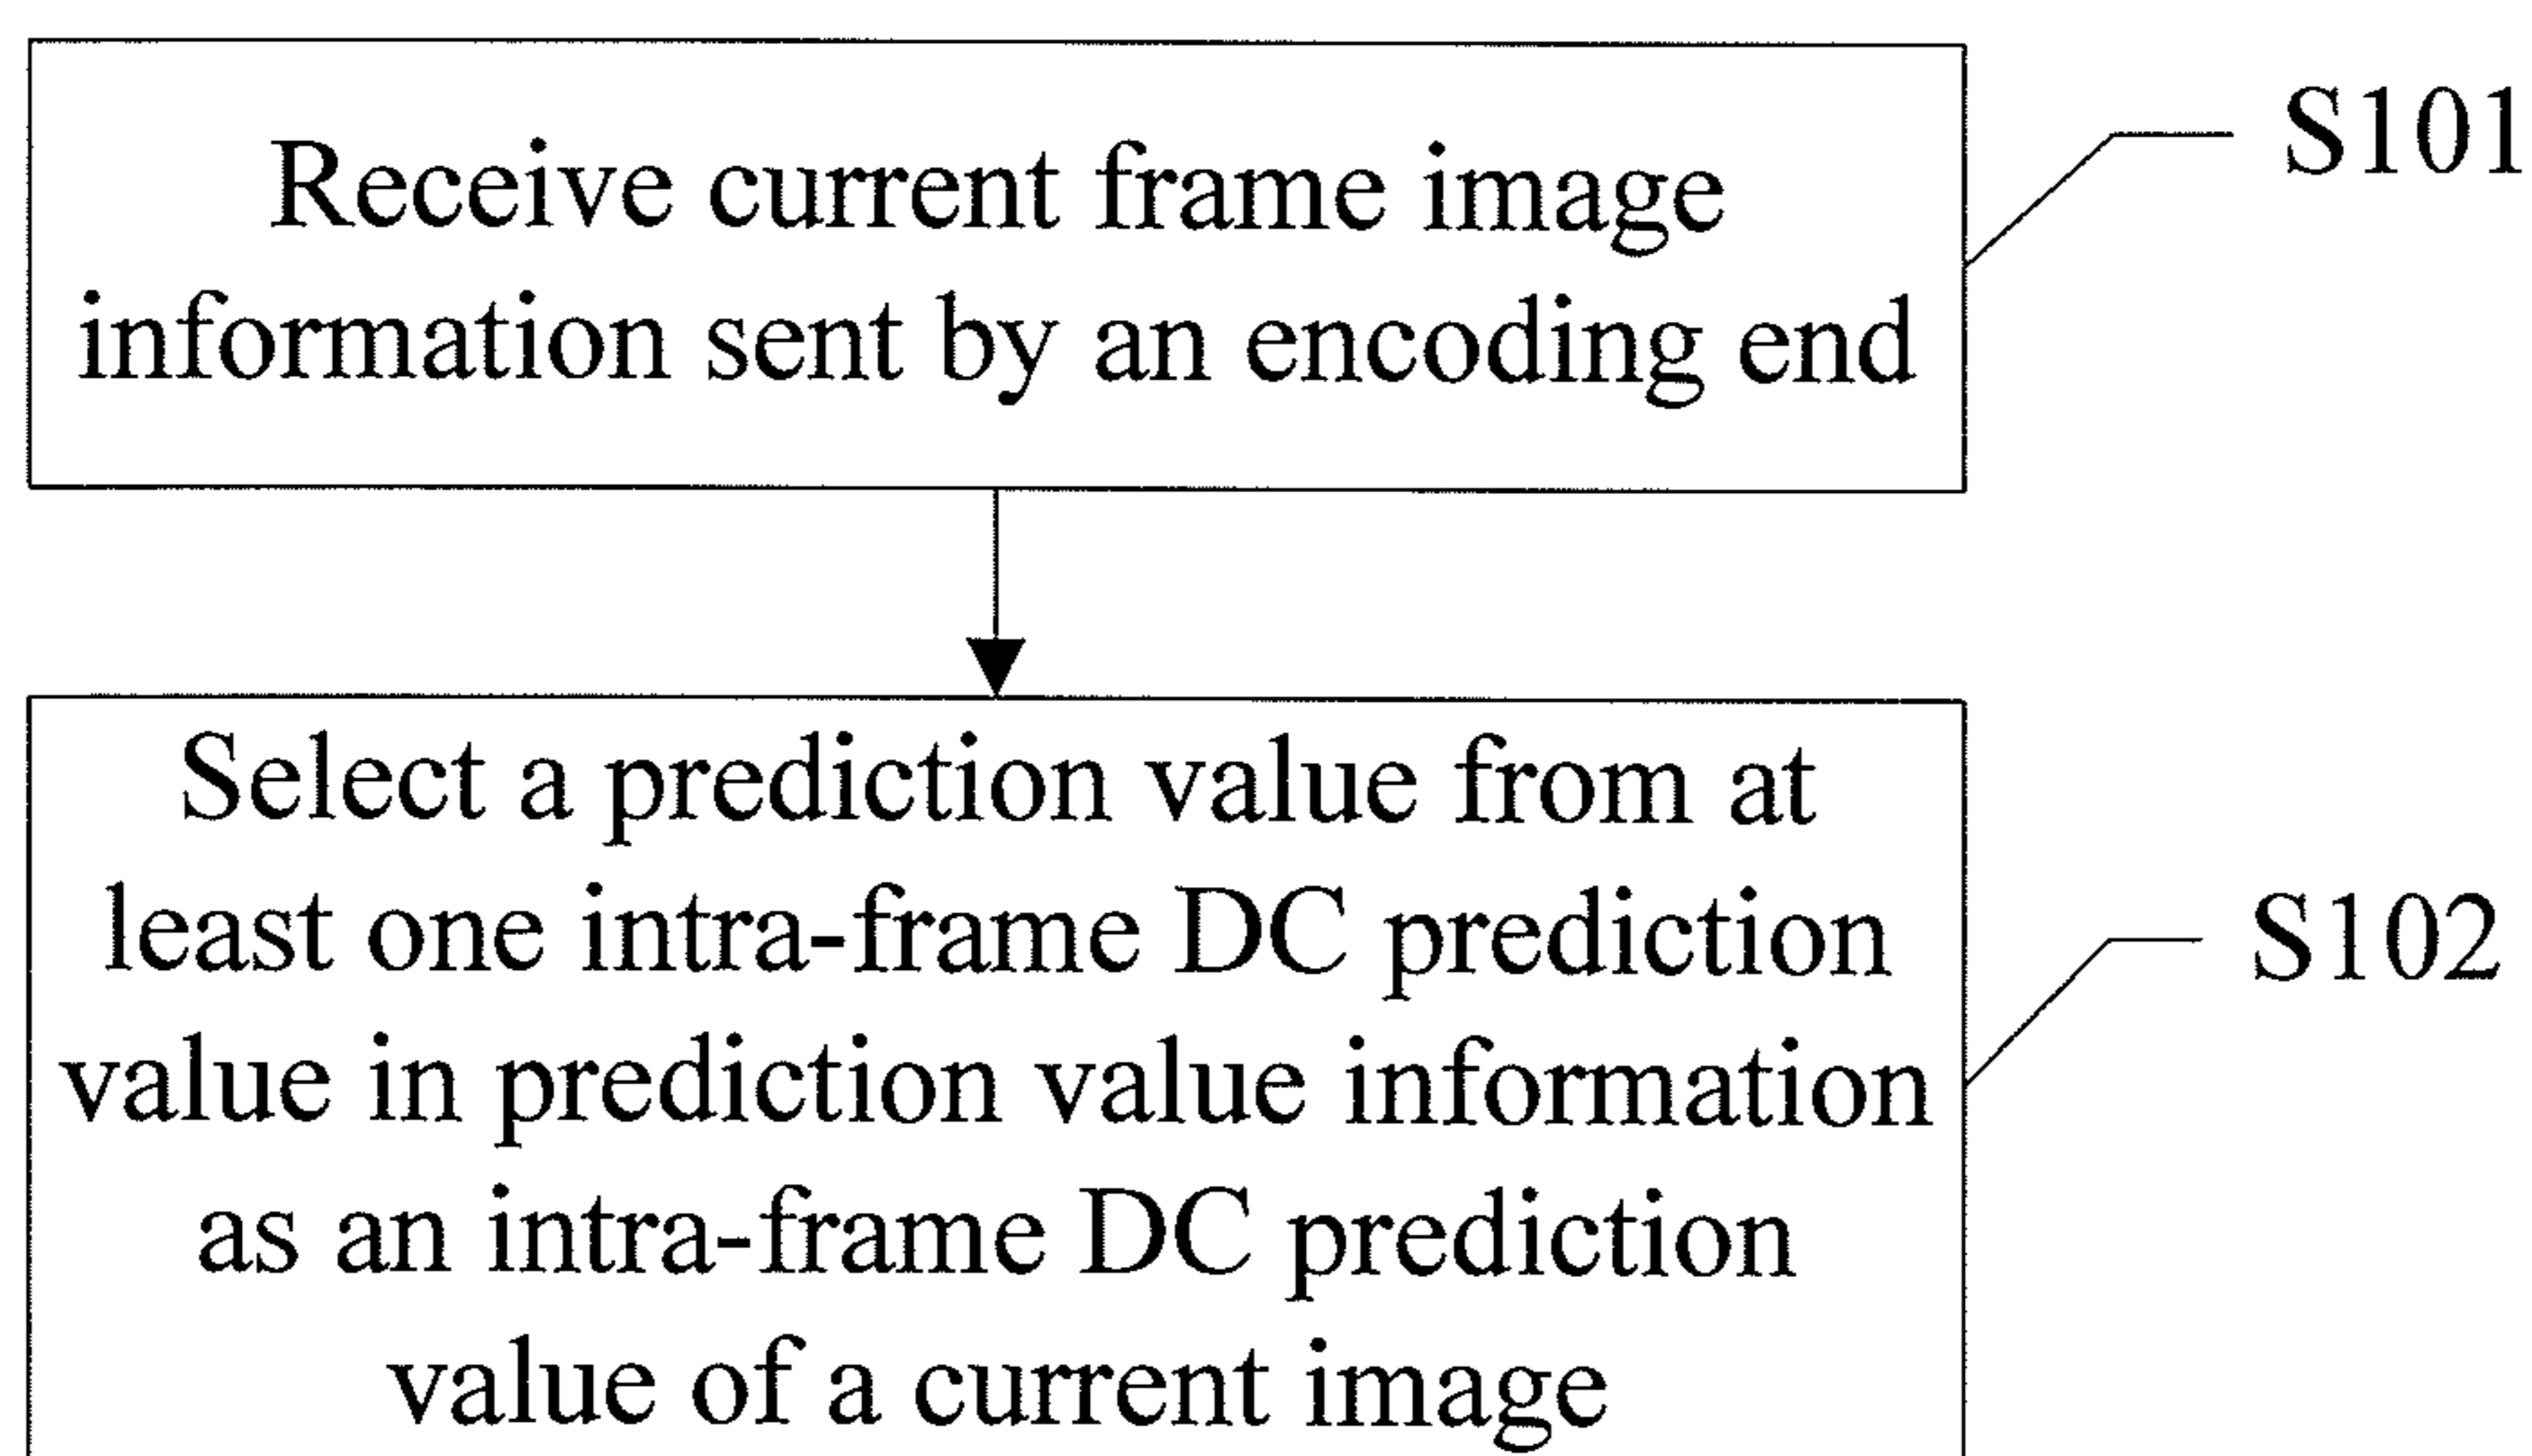 Receive current frame image
information sent by an encoding end
S101
Select a prediction value from at
least one intra-frame DC prediction
value in prediction value information
as an intra-frame DC prediction
value of a current image
S102